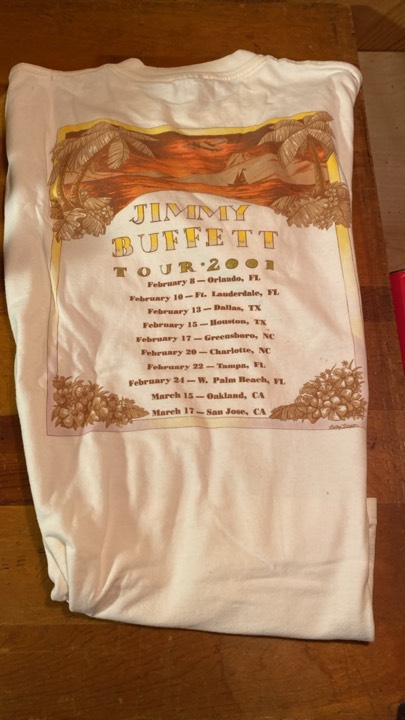 JIMMY
BUFFETT
TOUR·2001
February 8 — Orlando, FL
February 10 — Ft. Lauderdale, FL
February 13 — Dallas, TX
February 15 — Houston, TX
February 17 — Greensboro, NC
February 20 — Charlotte, NC
February 22 — Tampa, FL
February 24 — W. Palm Beach, FL
March 15 — Oakland, CA
March 17 — San Jose, CA